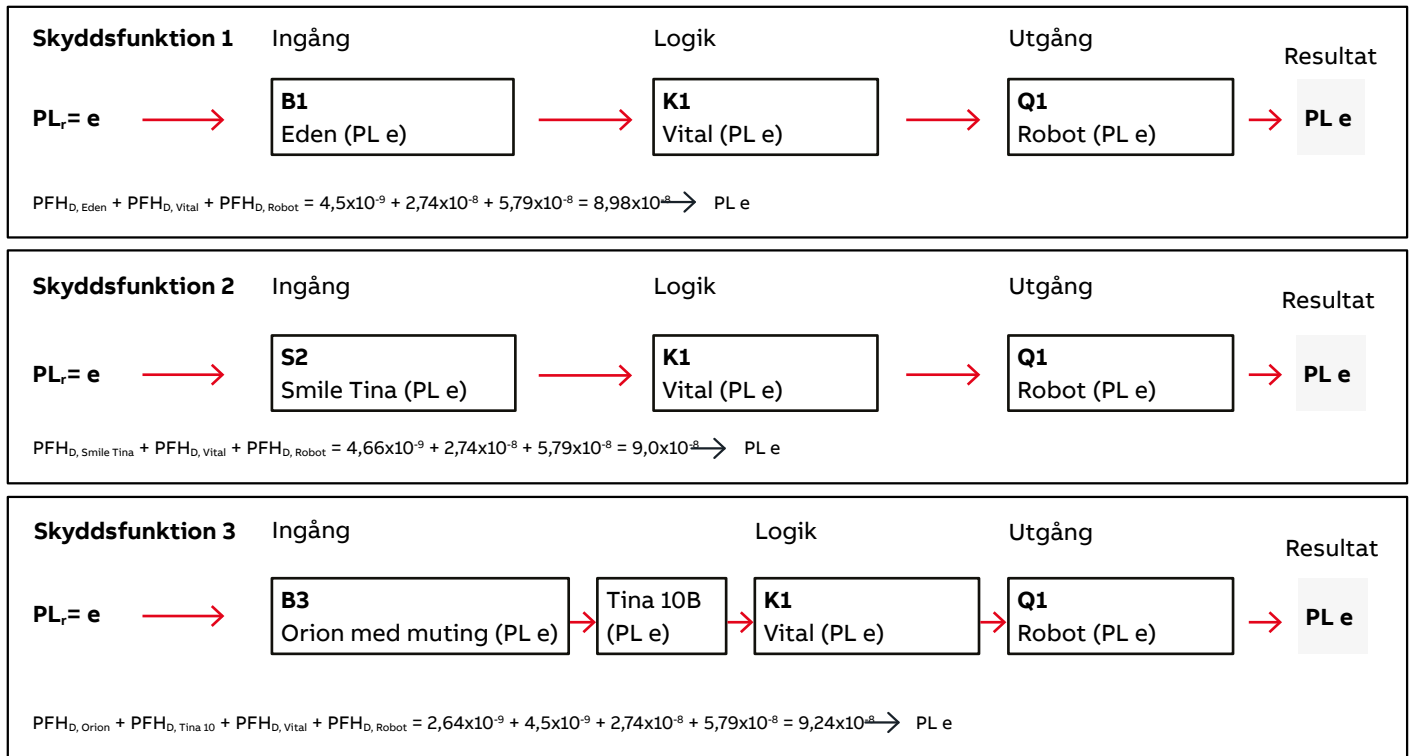 Skyddsfunktion 1 Ingång Logik Utgång
Resultat
PLr= e
B1
Eden (PL e)
K1
Vital (PL e)
Q1
Robot (PL e)
PL e
PFHD, Eden + PFHD, Vital + PFHD, Robot = 4,5x10-9 + 2,74x10-8 + 5,79x10-8 = 8,98x10-8 PL e
Skyddsfunktion 2 Ingång Logik Utgång
Resultat
PLr= e
S2
Smile Tina (PL e)
K1
Vital (PL e)
Q1
Robot (PL e)
PL e
PFHD, Smile Tina + PFHD, Vital + PFHD, Robot = 4,66x10-9 + 2,74x10-8 + 5,79x10-8 = 9,0x10-8 PL e
Skyddsfunktion 3 Ingång Logik Utgång
Resultat
PLr= e
B3
Orion med muting (PL e)
Tina 10B
(PL e)
K1
Vital (PL e)
Q1
Robot (PL e)
PL e
PFHD, Orion + PFHD, Tina 10 + PFHD, Vital + PFHD, Robot = 2,64x10-9 + 4,5x10-9 + 2,74x10-8 + 5,79x10-8 = 9,24x10-8 PL e